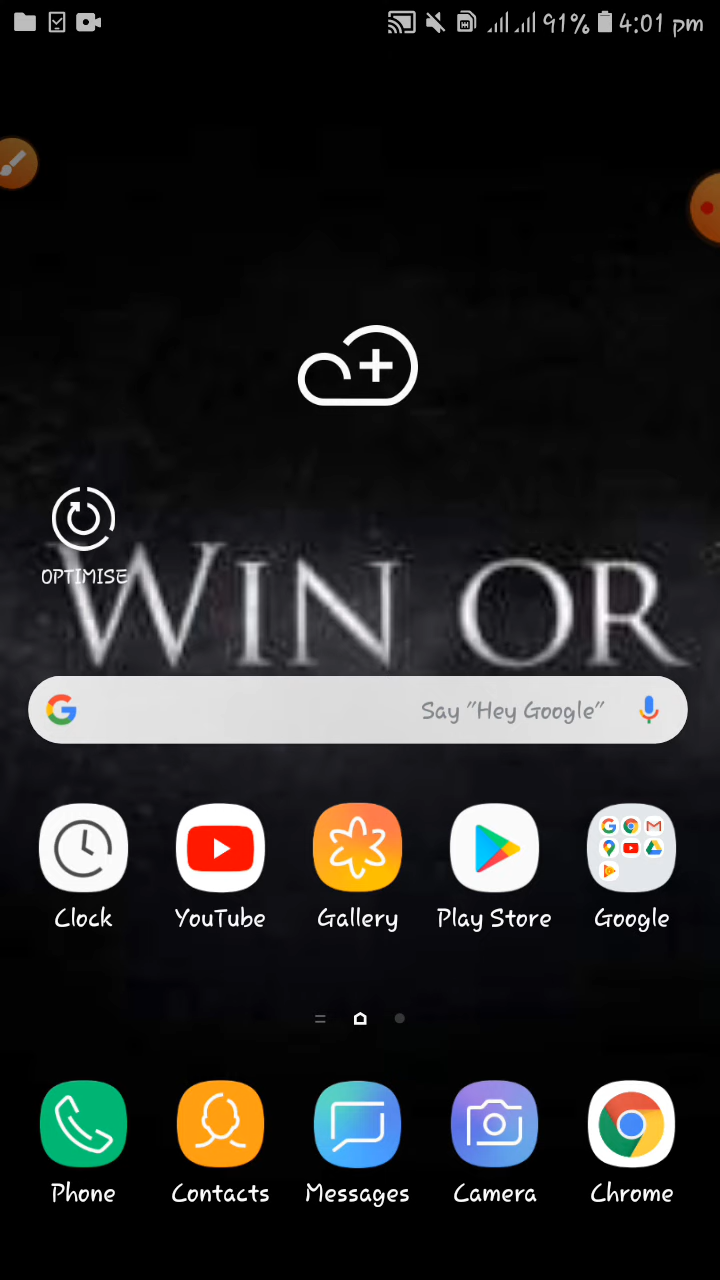 91% 4:01 pm
OPTIMISE
WIN OR
Say "Hey Google"
Clock YouTube Gallery Play Store Google
Phone Contacts Messages Camera Chrome